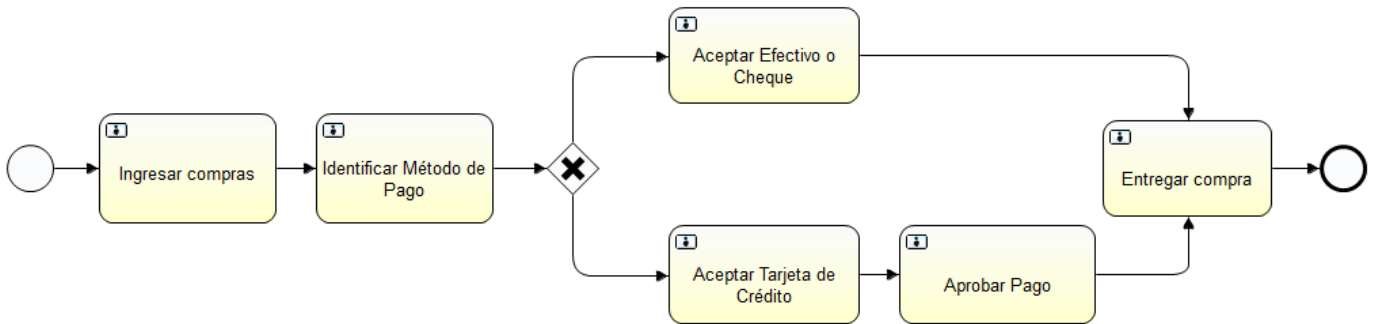 Ingresar compras
Identificar Método de
Pago
Aceptar Efectivo o
Cheque
Aceptar Tarjeta de
Crédito
Aprobar Pago
Entregar compra